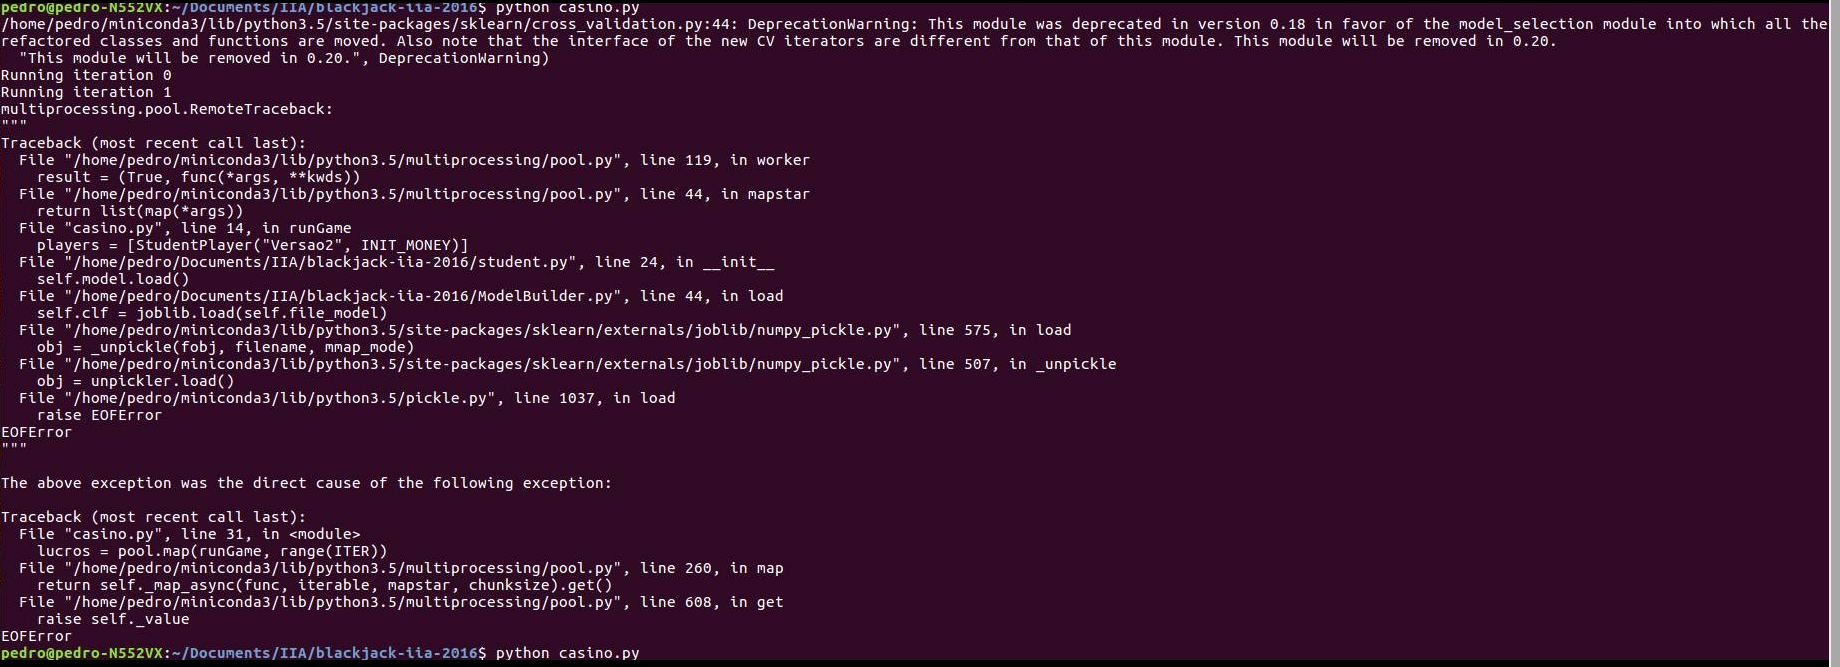 pedro@pedro-N552VX:~/Documents/IIA/blackjack-iia-2016$ python casino.py
/home/pedro/miniconda3/lib/python3.5/site-packages/sklearn/cross_validation.py:44: DeprecationWarning: This module was deprecated in version 0.18 in favor of the model_selection module into which all the
refactored classes and functions are moved. Also note that the interface of the new CV iterators are different from that of this module. This module will be removed in 0.20.
  "This module will be removed in 0.20.", DeprecationWarning)
Running iteration 0
Running iteration 1
multiprocessing.pool.RemoteTraceback:
"""
Traceback (most recent call last):
  File "/home/pedro/miniconda3/lib/python3.5/multiprocessing/pool.py", line 119, in worker
    result = (True, func(*args, **kwds))
  File "/home/pedro/miniconda3/lib/python3.5/multiprocessing/pool.py", line 44, in mapstar
    return list(map(*args))
  File "casino.py", line 14, in runGame
    players = [StudentPlayer("Versao2", INIT_MONEY)]
  File "/home/pedro/Documents/IIA/blackjack-iia-2016/student.py", line 24, in __init__
    self.model.load()
  File "/home/pedro/Documents/IIA/blackjack-iia-2016/ModelBuilder.py", line 44, in load
    self.clf = joblib.load(self.file_model)
  File "/home/pedro/miniconda3/lib/python3.5/site-packages/sklearn/externals/joblib/numpy_pickle.py", line 575, in load
    obj = _unpickle(fobj, filename, mmap_mode)
  File "/home/pedro/miniconda3/lib/python3.5/site-packages/sklearn/externals/joblib/numpy_pickle.py", line 507, in _unpickle
    obj = unpickler.load()
  File "/home/pedro/miniconda3/lib/python3.5/pickle.py", line 1037, in load
    raise EOFError
EOFError
"""

The above exception was the direct cause of the following exception:

Traceback (most recent call last):
  File "casino.py", line 31, in <module>
    lucros = pool.map(runGame, range(ITER))
  File "/home/pedro/miniconda3/lib/python3.5/multiprocessing/pool.py", line 260, in map
    return self._map_async(func, iterable, mapstar, chunksize).get()
  File "/home/pedro/miniconda3/lib/python3.5/multiprocessing/pool.py", line 608, in get
    raise self._value
EOFError
pedro@pedro-N552VX:~/Documents/IIA/blackjack-iia-2016$ python casino.py